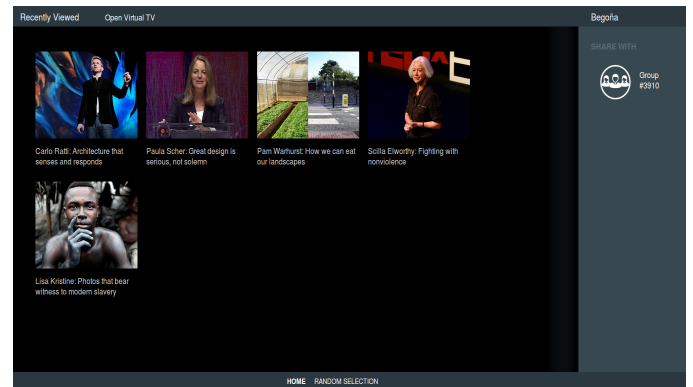 Recently Viewed
Open Virtual TV
Begoña
SHARE WITH
Group
#3910
Carlo Ratti: Architecture that
senses and responds
Paula Scher: Great design is
serious, not solemn
Pam Warhurst: How we can eat
our landscapes
Scilla Elworthy: Fighting with
nonviolence
Lisa Kristine: Photos that bear
witness to modern slavery
HOME
RANDOM SELECTION